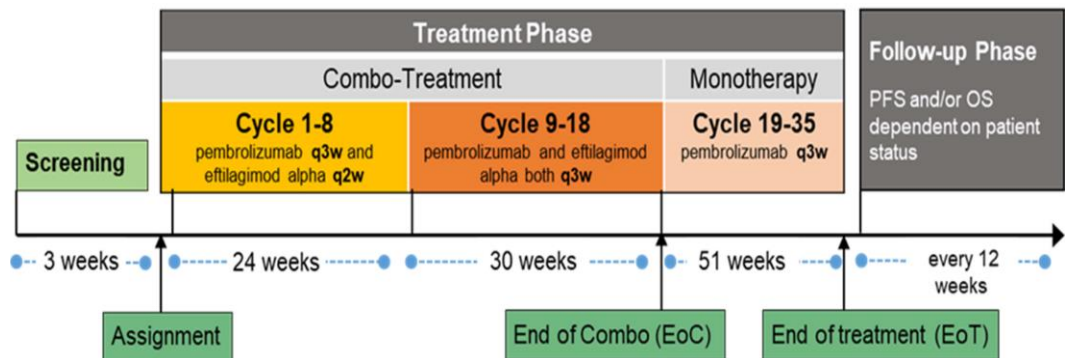 Treatment Phase
Combo-Treatment
Monotherapy
Follow-up Phase
PFS and/or OS
dependent on patient
status
Screening
Cycle 1-8
pembrolizumab q3w and
eftilagimod alpha q2w
Cycle 9-18
pembrolizumab and eftilagimod
alpha both q3w
Cycle 19-35
pembrolizumab q3w
3 weeks
24 weeks
30 weeks
51 weeks
every 12
weeks
Assignment
End of Combo (EoC)
End of treatment (EoT)